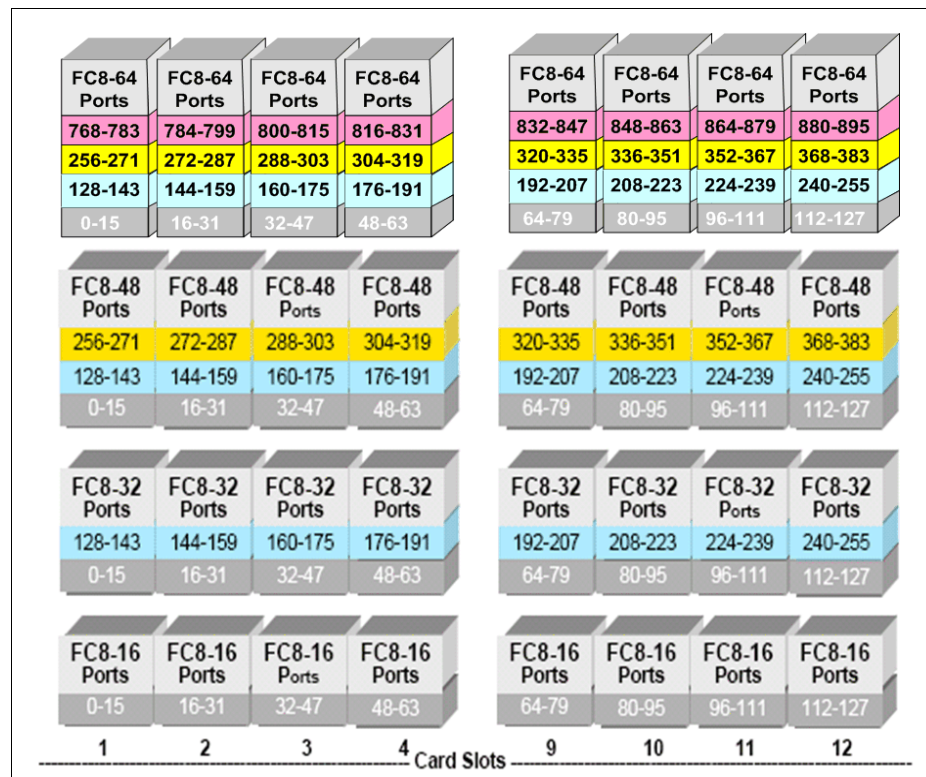 FC8-64 FC8-64 FC8-64 FC8-64 FC8-64 FC8-64 FC8-64 FC8-64
Ports Ports Ports Ports Ports Ports Ports Ports
768-783 784-799 800-815 816-831 832-847 848-863 864-879 880-895
256-271 272-287 288-303 304-319 320-335 336-351 352-367 368-383
128-143 144-159 160-175 176-191 192-207 208-223 224-239 240-255
0-15 16-31 32-47 48-63 64-79 80-95 96-111 112-127
FC8-48 FC8-48 FC8-48 FC8-48 FC8-48 FC8-48 FC8-48 FC8-48
Ports Ports Ports Ports Ports Ports Ports Ports
256-271 272-287 288-303 304-319 320-335 336-351 352-367 368-383
128-143 144-159 160-175 176-191 192-207 208-223 224-239 240-255
0-15 16-31 32-47 48-63 64-79 80-95 96-111 112-127
FC8-32 FC8-32 FC8-32 FC8-32 FC8-32 FC8-32 FC8-32 FC8-32
Ports Ports Ports Ports Ports Ports Ports Ports
128-143 144-159 160-175 176-191 192-207 208-223 224-239 240-255
0-15 16-31 32-47 48-63 64-79 80-95 96-111 112-127
FC8-16 FC8-16 FC8-16 FC8-16 FC8-16 FC8-16 FC8-16 FC8-16
Ports Ports Ports Ports Ports Ports Ports Ports
0-15 16-31 32-47 48-63 64-79 80-95 96-111 112-127
1 2 3 4 9 10 11 12
Card Slots